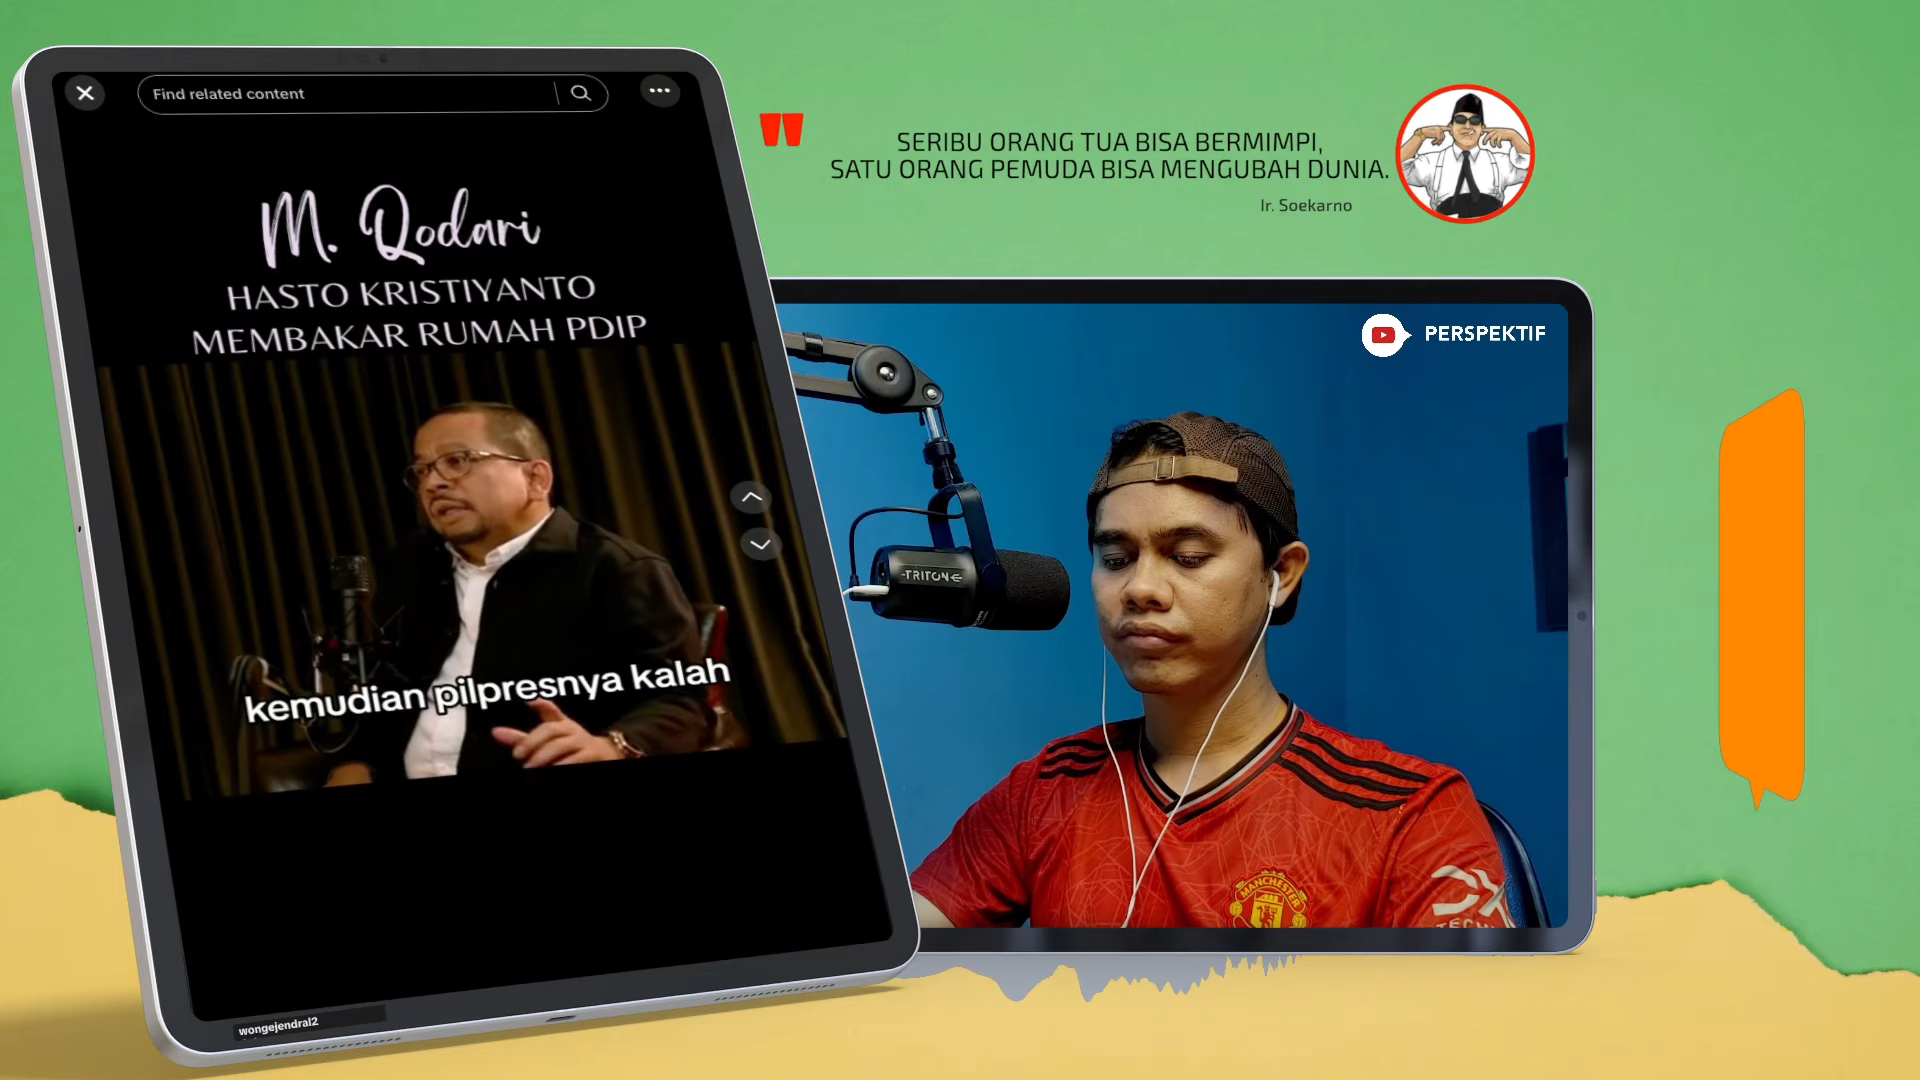 Find related content
M. Qodari
HASTO KRISTIYANTO
MEMBAKAR RUMAH PDIP
kemudian pilpresnya kalah
wongejendral2
"
SERIBU ORANG TUA BISA BERMIMPI,
SATU ORANG PEMUDA BISA MENGUBAH DUNIA.
Ir. Soekarno
PERSPEKTIF
TRITON
MANCHESTER